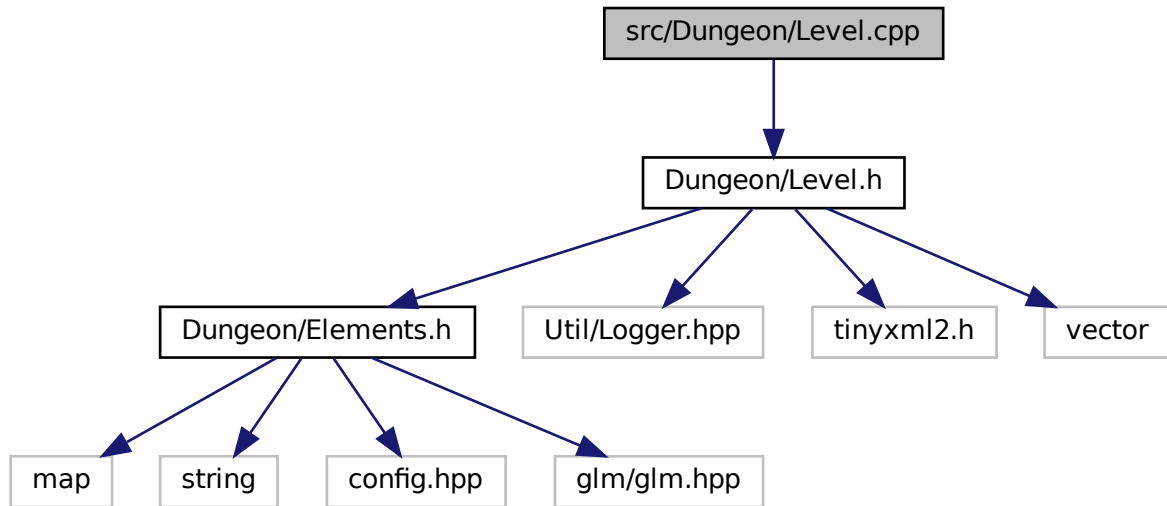 src/Dungeon/Level.cpp
Dungeon/Level.h
Dungeon/Elements.h
Util/Logger.hpp
tinyxml2.h
vector
map
string
config.hpp
glm/glm.hpp